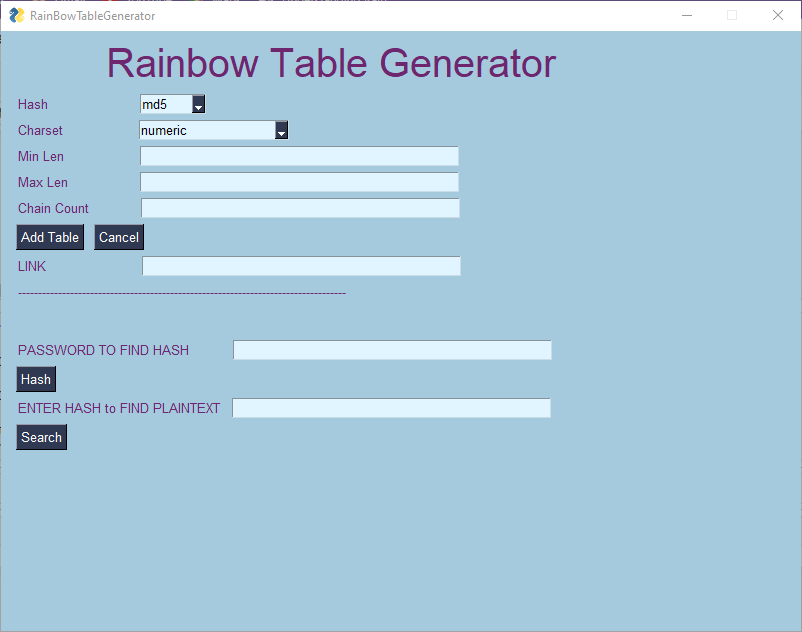 RainBowTableGenerator
Rainbow Table Generator
Hash md5
Charset numeric
Min Len
Max Len
Chain Count
Add Table Cancel
LINK
----------------------------------------------------------------------------------
PASSWORD TO FIND HASH
Hash
ENTER HASH to FIND PLAINTEXT
Search